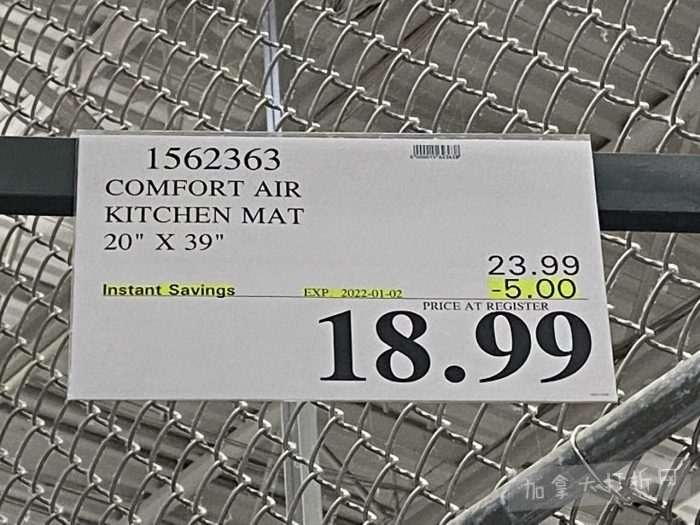 1562363
COMFORT AIR
KITCHEN MAT
20" X 39"
23.99
Instant Savings EXP. 2022-01-02 -5.00
PRICE AT REGISTER
18.99
加拿大打折网